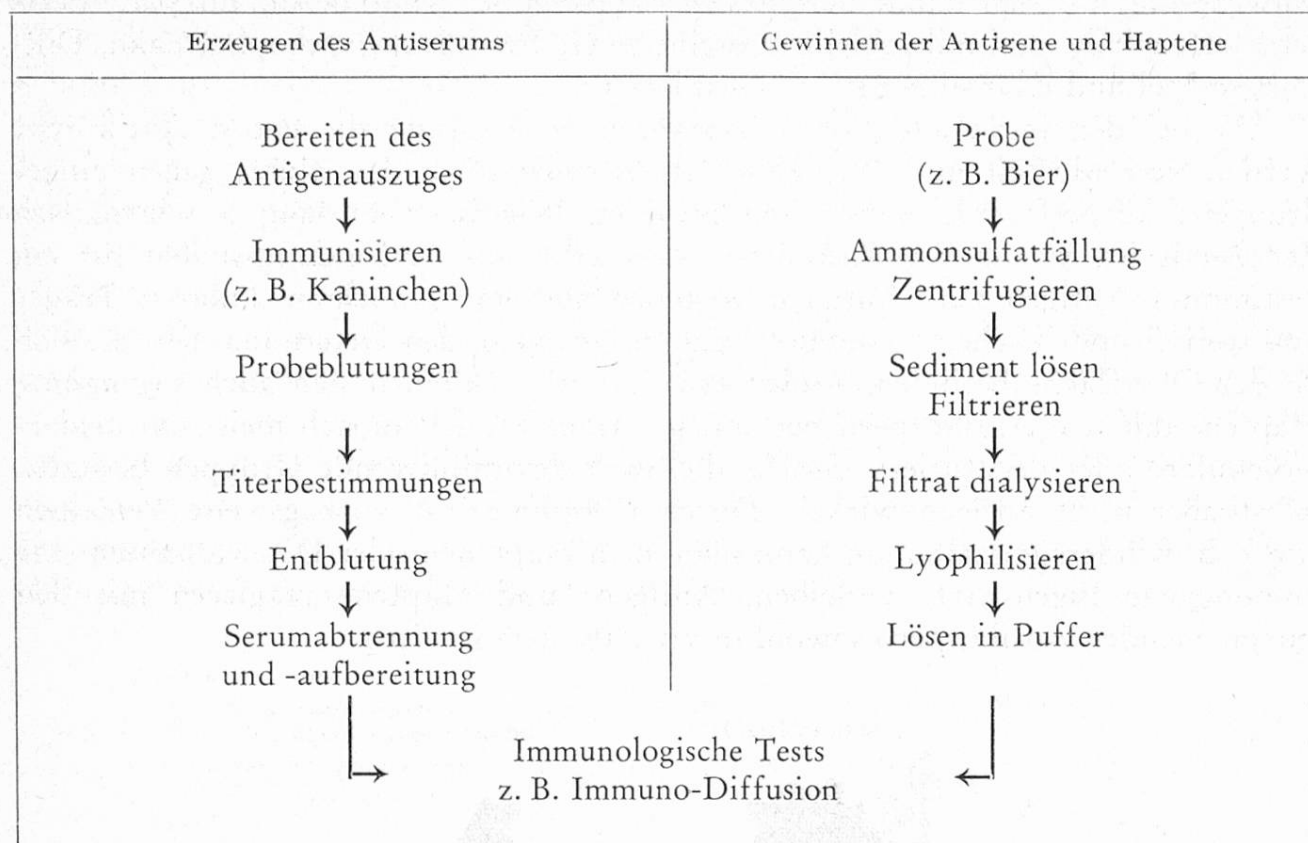 Erzeugen des Antiserums
Gewinnen der Antigene und Haptene
Bereiten des
Antigenauszuges
Immunisieren
(z. B. Kaninchen)
Probeblutungen
Titerbestimmungen
Entblutung
Serumabtrennung
und -aufbereitung
Probe
(z. B. Bier)
Ammonsulfatfällung
Zentrifugieren
Sediment lösen
Filtrieren
Filtrat dialysieren
Lyophilisieren
Lösen in Puffer
Immunologische Tests
z. B. Immuno-Diffusion